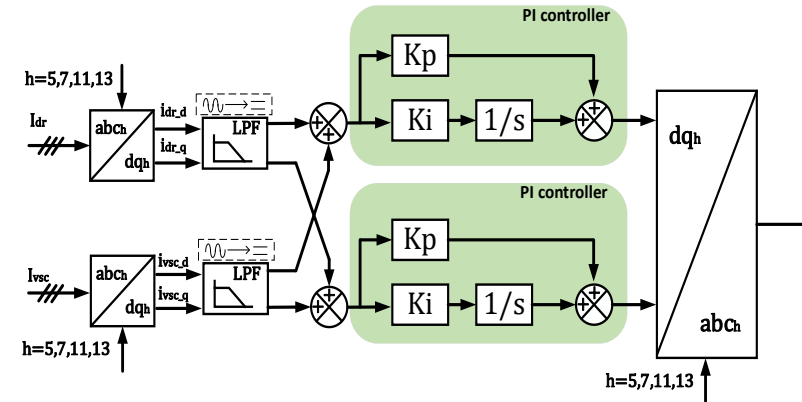 PI controller
h=5,7,11,13
Idr
abch
dqh
idr_d
idr_q
LPF
+
+
Kp
Ki
1/s
+
+
dqh
abch
h=5,7,11,13
PI controller
Ivsc
abch
dqh
ivsc_d
ivsc_q
LPF
+
+
Kp
Ki
1/s
+
+
h=5,7,11,13